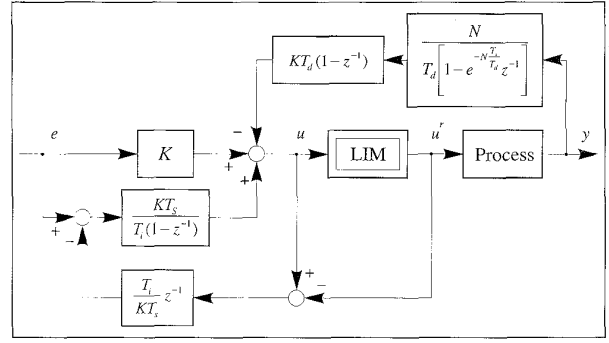 N
T_d [1 - e^{-N T_s/T_d} z^{-1}]
KT_d(1-z^{-1})
−
e
K
+
+
u
LIM
u^r
Process
y
+
−
KT_S
T_i(1-z^{-1})
T_i
KT_s
z^{-1}
+
−